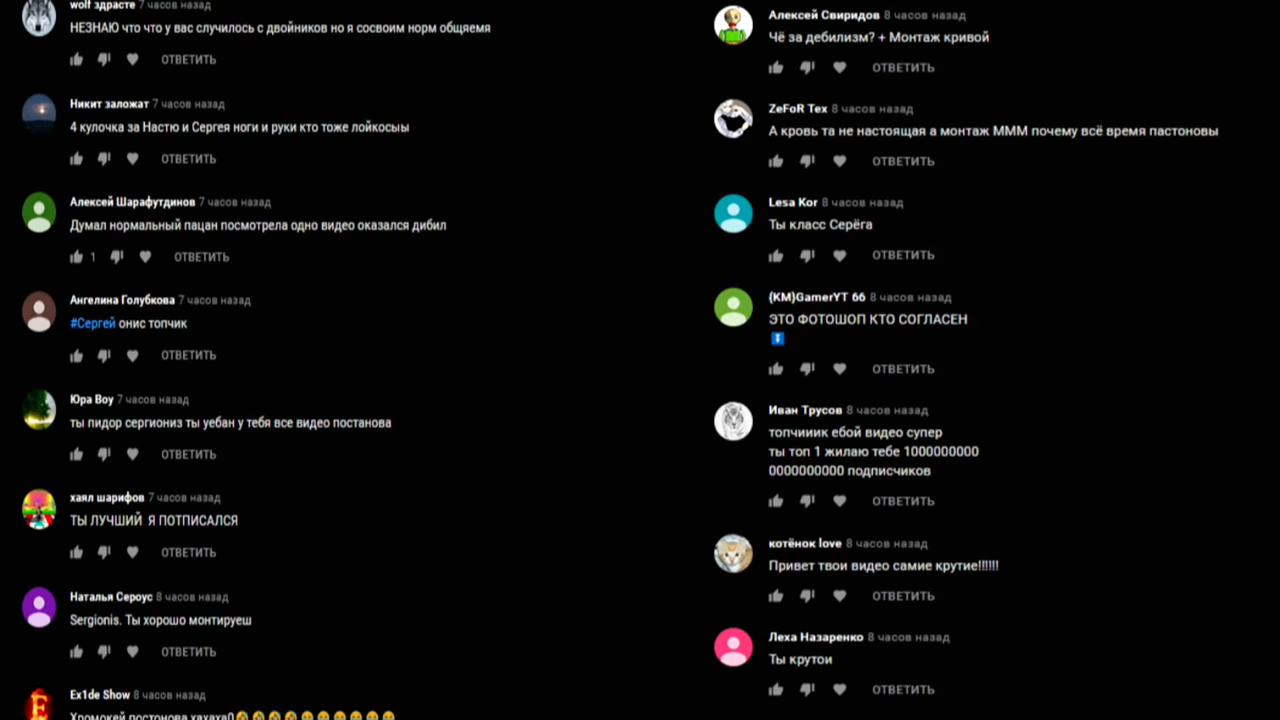 wolf здрасте 7 часов назад
НЕЗНАЮ что что у вас случилось с двойников но я сосвоим норм общяемя
ОТВЕТИТЬ
Никит заложат 7 часов назад
4 кулочка за Настю и Сергея ноги и руки кто тоже лойкосыы
ОТВЕТИТЬ
Алексей Шарафутдинов 7 часов назад
Думал нормальный пацан посмотрела одно видео оказался дибил
1 ОТВЕТИТЬ
Ангелина Голубкова 7 часов назад
#Сергей онис топчик
ОТВЕТИТЬ
Юра Boy 7 часов назад
ты пидор сергиониз ты уебан у тебя все видео постанова
ОТВЕТИТЬ
хаял шарифов 7 часов назад
ТЫ ЛУЧШИЙ Я ПОТПИСАЛСЯ
ОТВЕТИТЬ
Наталья Сероус 8 часов назад
Sergionis. Ты хорошо монтируеш
ОТВЕТИТЬ
Ex1de Show 8 часов назад
Хромокей постонова хахаха0
Алексей Свиридов 8 часов назад
Чё за дебилизм? + Монтаж кривой
ОТВЕТИТЬ
ZeFoR Tex 8 часов назад
А кровь та не настоящая а монтаж МММ почему всё время пастоновы
ОТВЕТИТЬ
Lesa Kor 8 часов назад
Ты класс Серёга
ОТВЕТИТЬ
(KM)GamerYT 66 8 часов назад
ЭТО ФОТОШОП КТО СОГЛАСЕН
ОТВЕТИТЬ
Иван Трусов 8 часов назад
топчииик ебой видео супер
ты топ 1 жилаю тебе 1000000000
0000000000 подписчиков
ОТВЕТИТЬ
котёнок love 8 часов назад
Привет твои видео самие крутие!!!!!!
ОТВЕТИТЬ
Леха Назаренко 8 часов назад
Ты крутои
ОТВЕТИТЬ